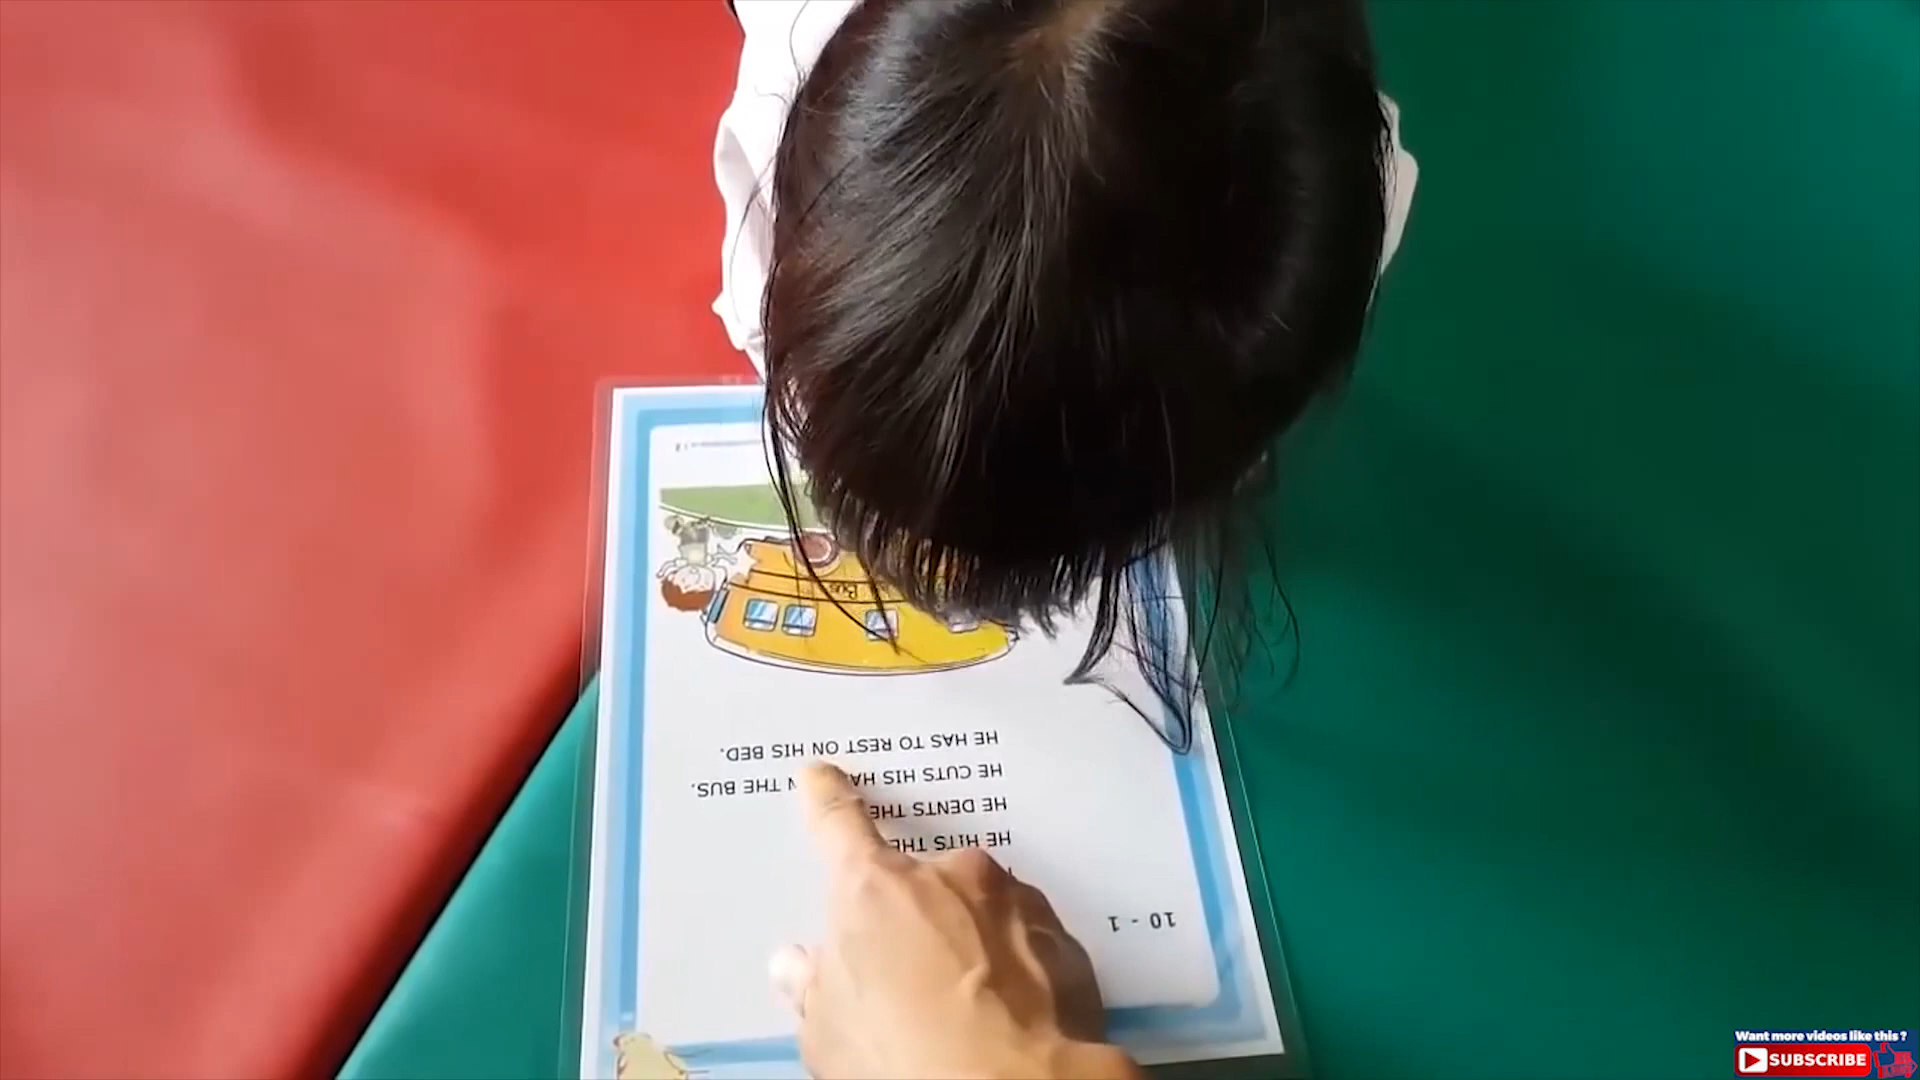 10 - 1
HE HITS THE
HE DENTS THE
HE CUTS HIS THE BUS.
HE HAS TO REST ON HIS BED.
BUS
Want more videos like this ?
SUBSCRIBE